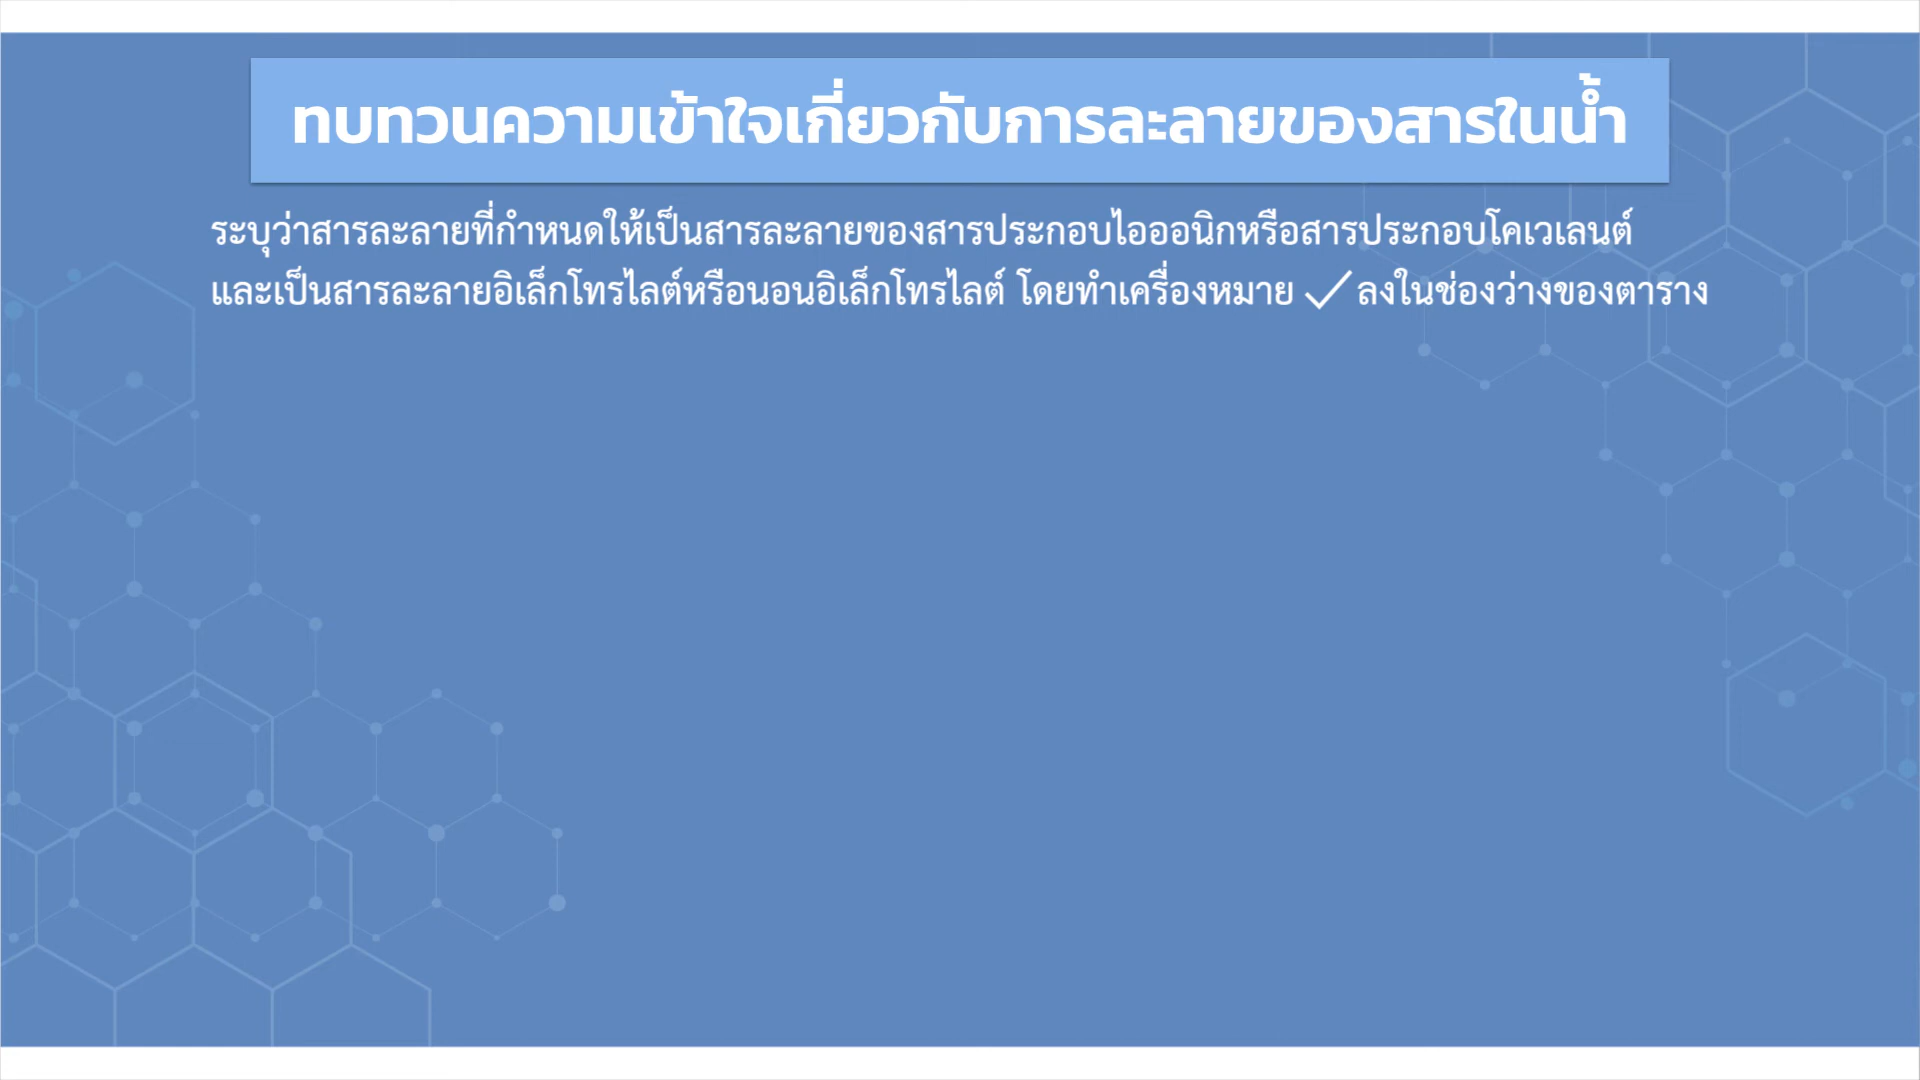 ทบทวนความเข้าใจเกี่ยวกับการละลายของสารในน้ำ
ระบุว่าสารละลายที่กำหนดให้เป็นสารละลายของสารประกอบไอออนิกหรือสารประกอบโคเวเลนต์
และเป็นสารละลายอิเล็กโทรไลต์หรือนอนอิเล็กโทรไลต์ โดยทำเครื่องหมาย ✓ ลงในช่องว่างของตาราง